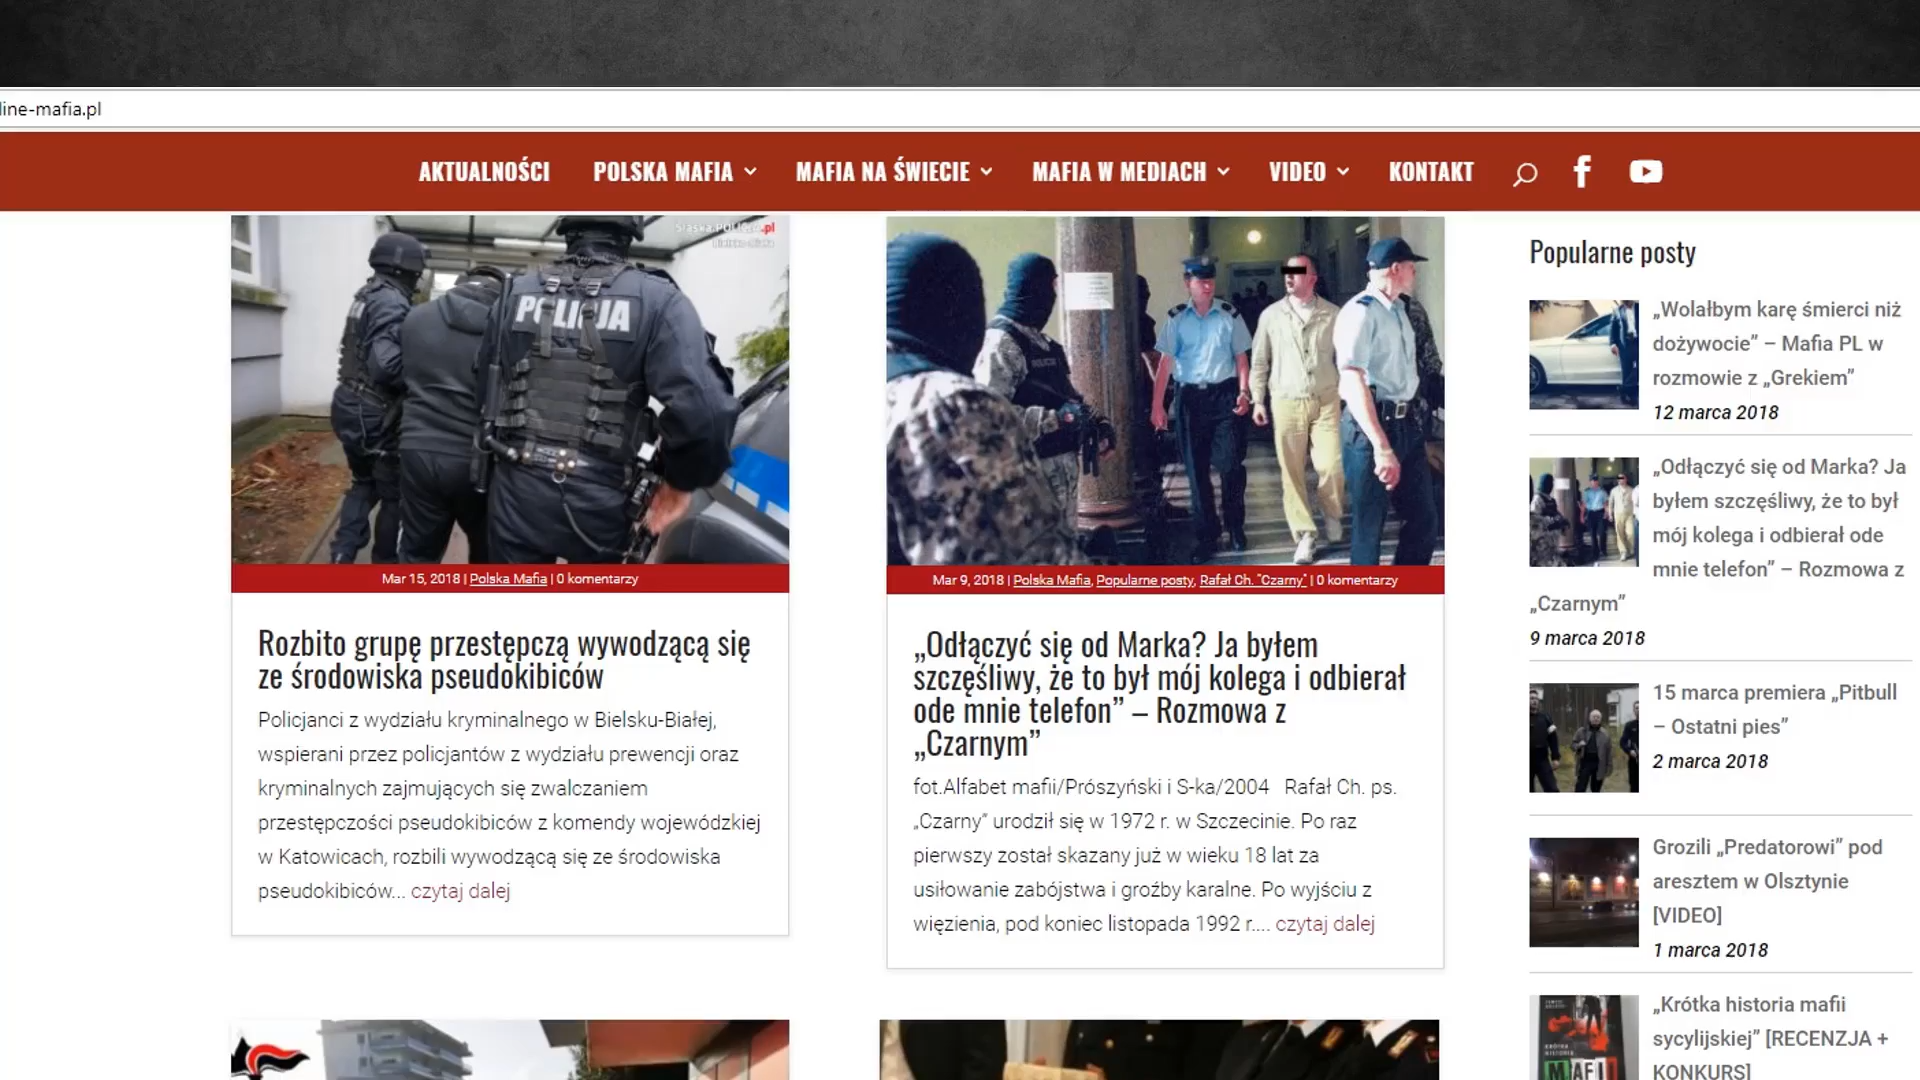 line-mafia.pl
AKTUALNOŚCI POLSKA MAFIA MAFIA NA ŚWIECIE MAFIA W MEDIACH VIDEO KONTAKT
POLICJA
Mar 15, 2018 | Polska Mafia | 0 komentarzy
Rozbito grupę przestępczą wywodzącą się
ze środowiska pseudokibiców
Policjanci z wydziału kryminalnego w Bielsku-Białej,
wspierani przez policjantów z wydziału prewencji oraz
kryminalnych zajmujących się zwalczaniem
przestępczości pseudokibiców z komendy wojewódzkiej
w Katowicach, rozbili wywodzącą się ze środowiska
pseudokibiców... czytaj dalej
Mar 9, 2018 | Polska Mafia, Popularne posty, Rafał Ch. "Czarny" | 0 komentarzy
„Odłączyć się od Marka? Ja byłem
szczęśliwy, że to był mój kolega i odbierał
ode mnie telefon” – Rozmowa z
„Czarnym”
fot.Alfabet mafii/Prószyński i S-ka/2004 Rafał Ch. ps.
„Czarny” urodził się w 1972 r. w Szczecinie. Po raz
pierwszy został skazany już w wieku 18 lat za
usiłowanie zabójstwa i groźby karalne. Po wyjściu z
więzienia, pod koniec listopada 1992 r.... czytaj dalej
Popularne posty
„Wolałbym karę śmierci niż
dożywocie” – Mafia PL w
rozmowie z „Grekiem”
12 marca 2018
„Odłączyć się od Marka? Ja
byłem szczęśliwy, że to był
mój kolega i odbierał ode
mnie telefon” – Rozmowa z
„Czarnym”
9 marca 2018
15 marca premiera „Pitbull
– Ostatni pies”
2 marca 2018
Grozili „Predatorowi” pod
aresztem w Olsztynie
[VIDEO]
1 marca 2018
„Krótka historia mafii
sycylijskiej” [RECENZJA +
KONKURS]